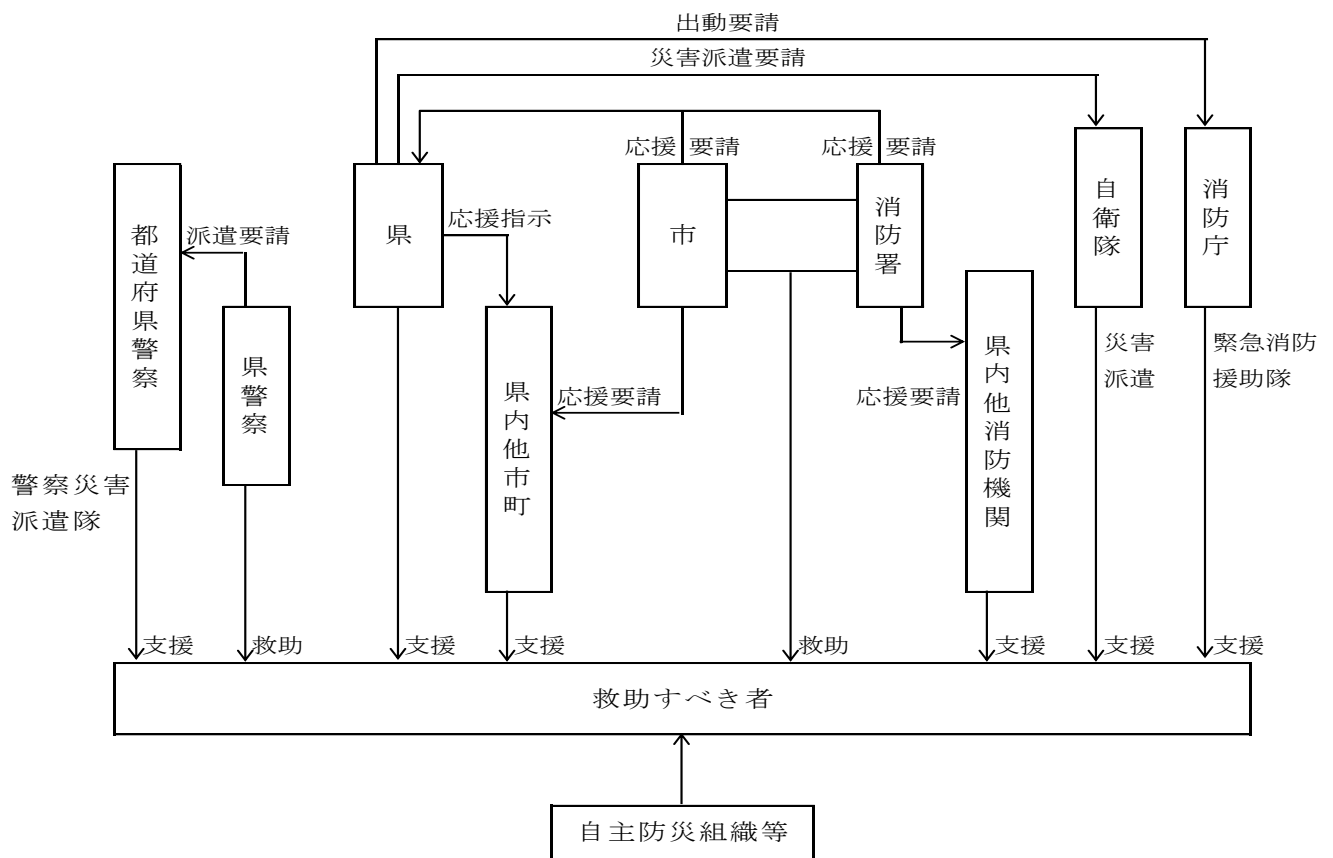 出動要請
災害派遣要請
応援要請
応援要請
県
市
消防署
自衛隊
消防庁
都道府県警察
派遣要請
応援指示
県警察
県内他市町
応援要請
県内他消防機関
応援要請
災害
派遣
緊急消防
援助隊
警察災害
派遣隊
支援
救助
支援
支援
救助
支援
支援
支援
救助すべき者
自主防災組織等